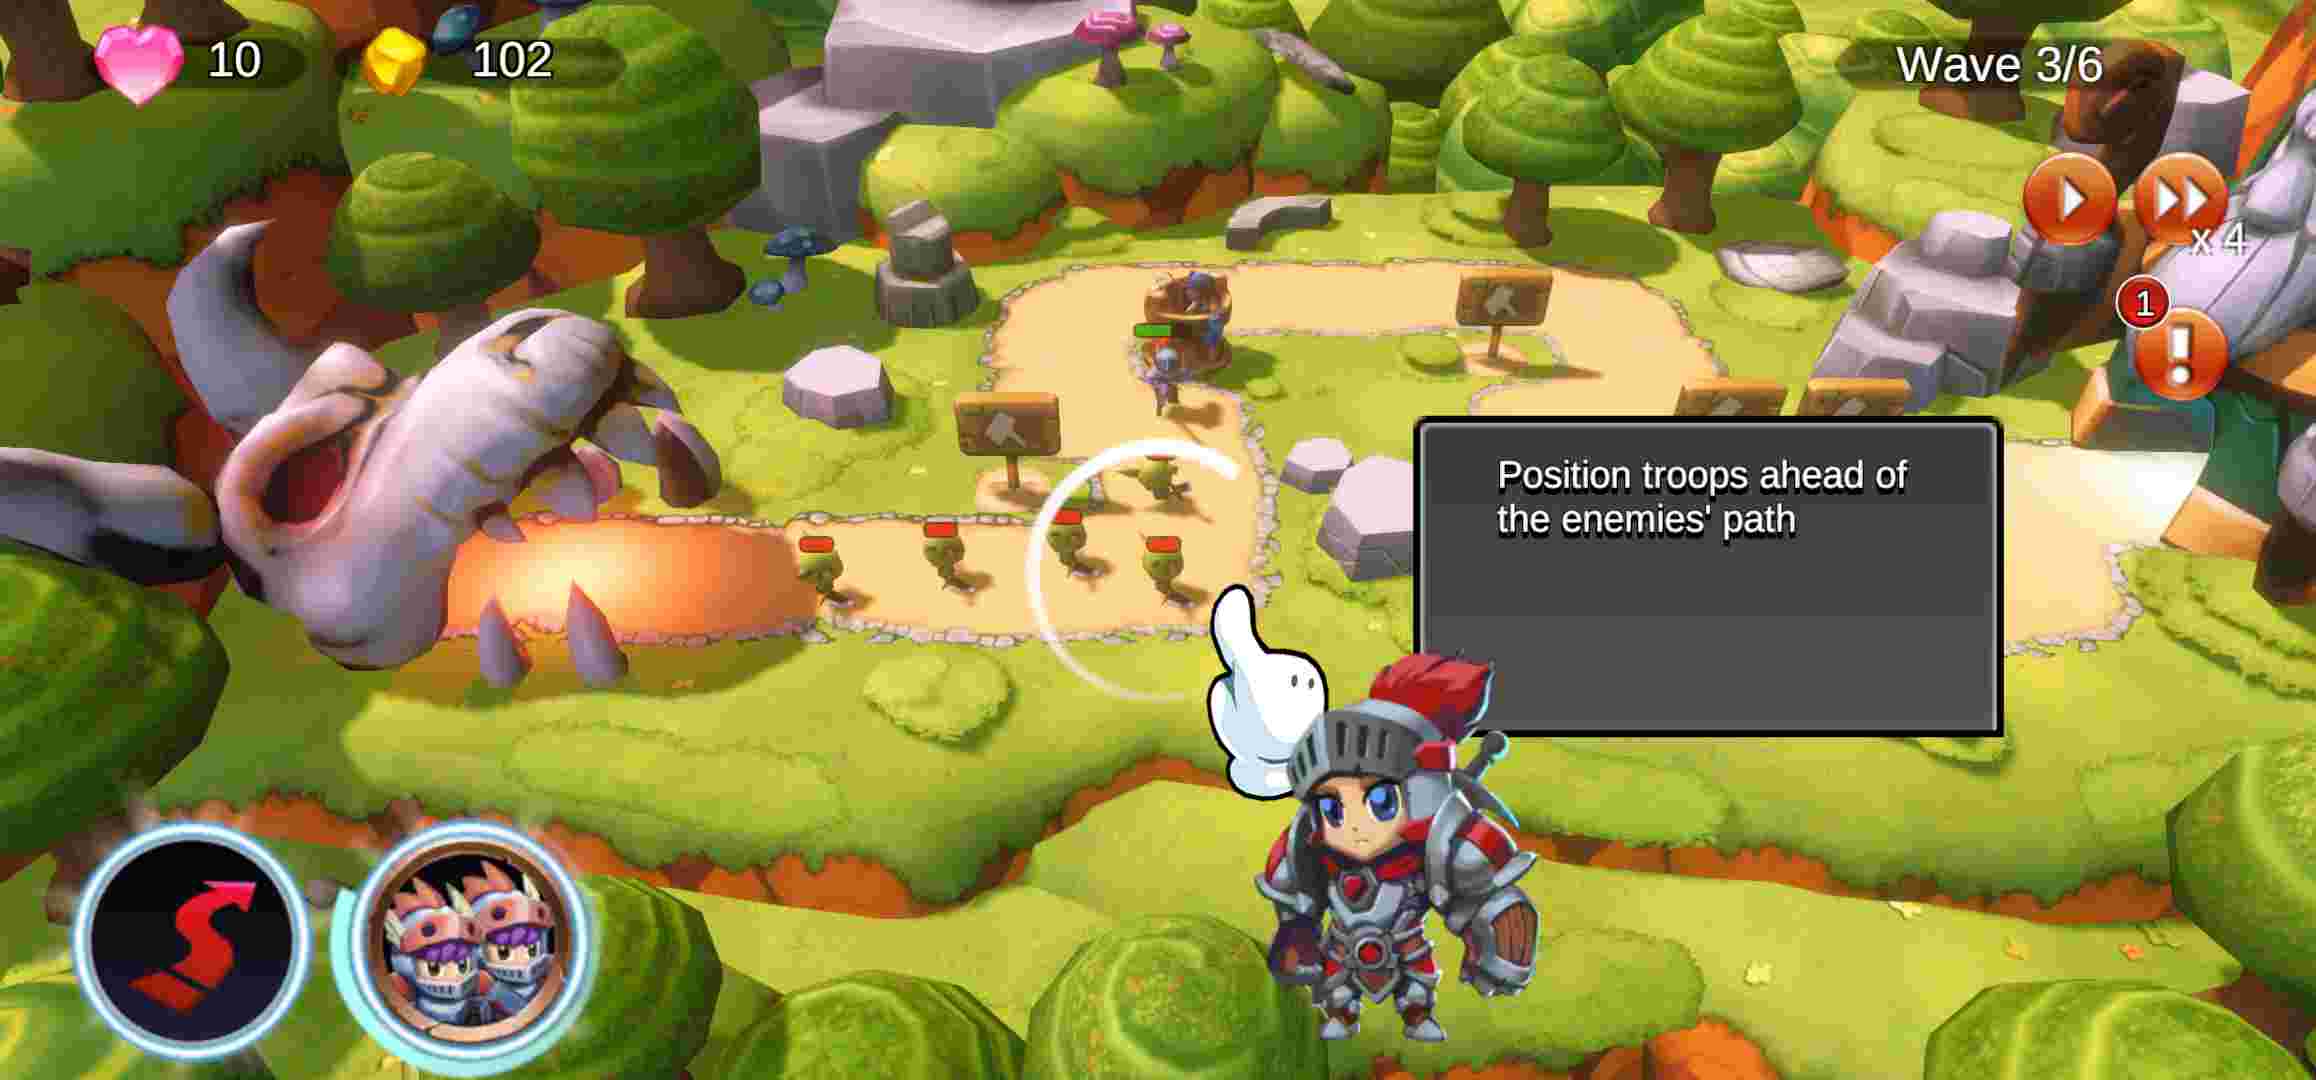 10
102
Wave 3/6
x 4
1
Position troops ahead of
the enemies' path